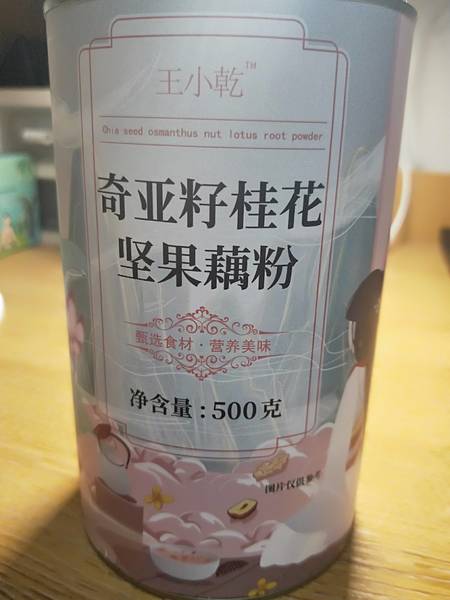 王小乾™
Chia seed osmanthus nut lotus root powder
奇亚籽桂花
坚果藕粉
甄选食材·营养美味
净含量:500克
图片仅供参考